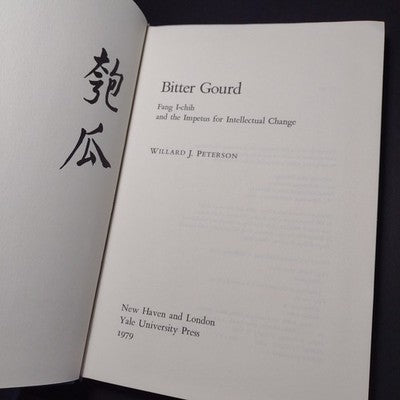 匏
瓜
Bitter Gourd
Fang I-chih
and the Impetus for Intellectual Change
WILLARD J. PETERSON
New Haven and London
Yale University Press
1979